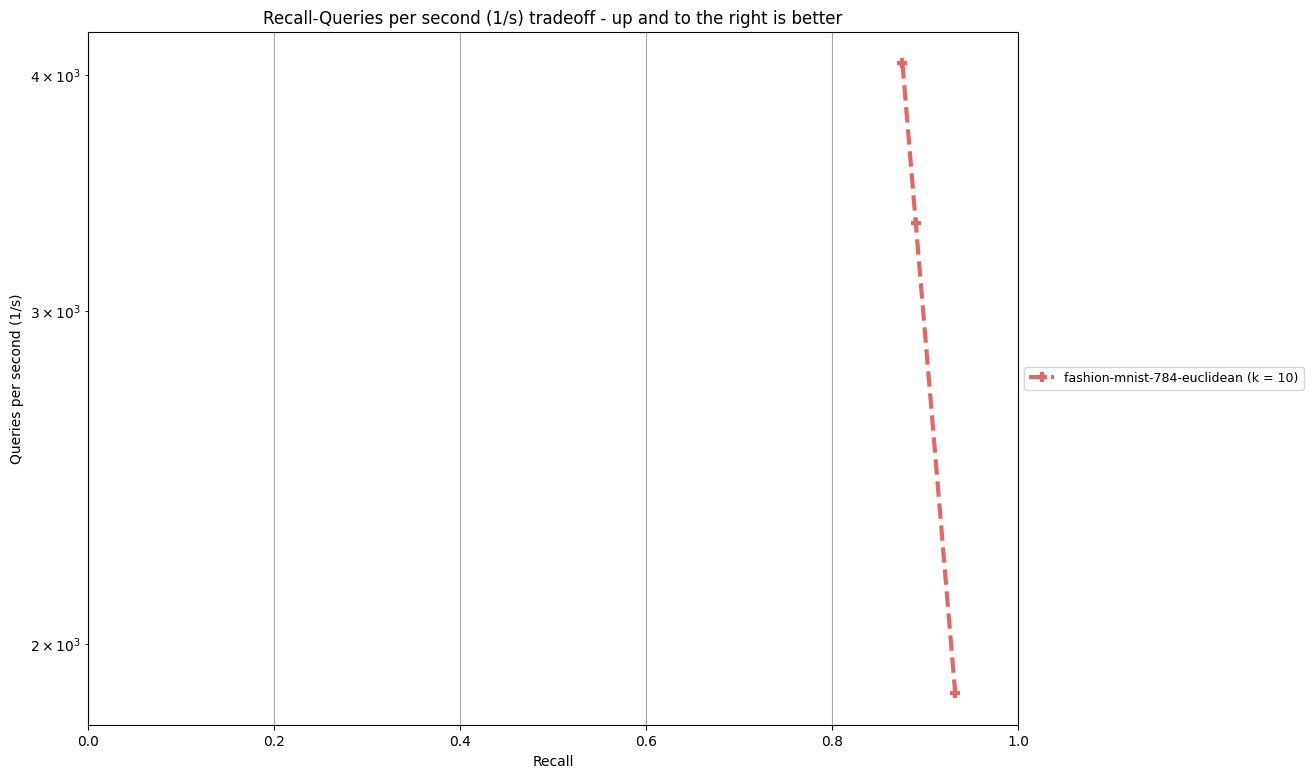 Recall-Queries per second (1/s) tradeoff - up and to the right is better
Queries per second (1/s)
4 × 10³
3 × 10³
2 × 10³
0.0 0.2 0.4 0.6 0.8 1.0
Recall
fashion-mnist-784-euclidean (k = 10)